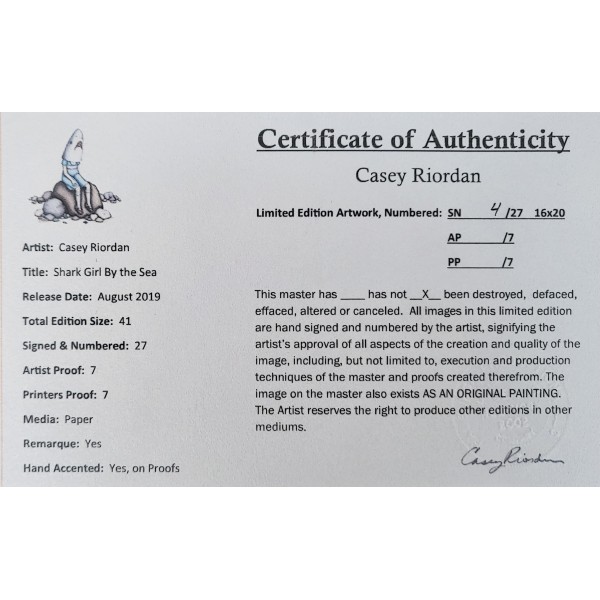 Certificate of Authenticity
Casey Riordan
Limited Edition Artwork, Numbered: SN 4 /27 16x20
AP /7
PP /7
Artist: Casey Riordan
Title: Shark Girl By the Sea
Release Date: August 2019
Total Edition Size: 41
Signed & Numbered: 27
Artist Proof: 7
Printers Proof: 7
Media: Paper
Remarque: Yes
Hand Accented: Yes, on Proofs
This master has ____ has not __X__ been destroyed, defaced,
effaced, altered or canceled. All images in this limited edition
are hand signed and numbered by the artist, signifying the
artist's approval of all aspects of the creation and quality of the
image, including, but not limited to, execution and production
techniques of the master and proofs created therefrom. The
image on the master also exists AS AN ORIGINAL PAINTING.
The Artist reserves the right to produce other editions in other
mediums.
Casey Riordan